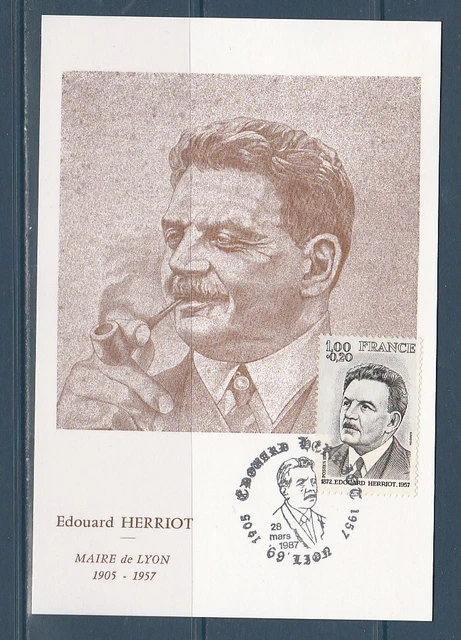 1,00 FRANCE
+0,20
1872. EDOUARD HERRIOT. 1957
1905 EDOUARD HERRIOT 1957
28
mars
1987
69. LYON
Edouard HERRIOT
MAIRE de LYON
1905 - 1957